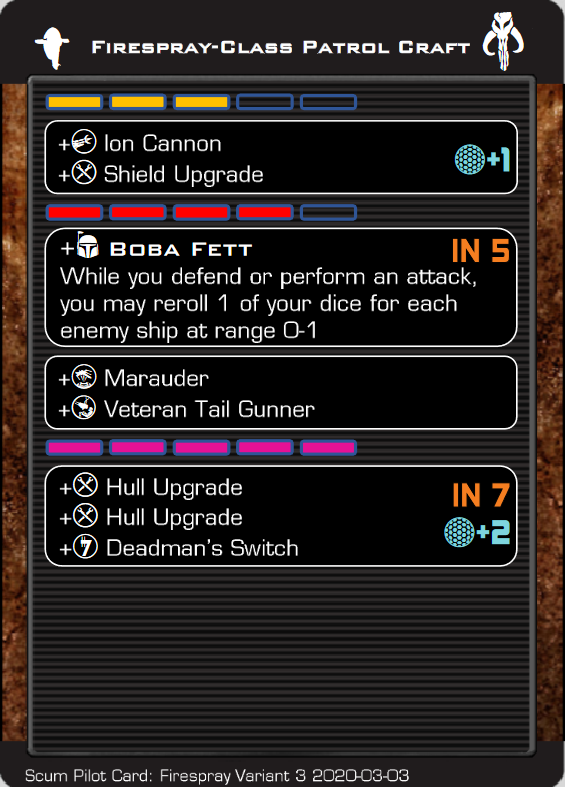 Firespray-Class Patrol Craft
+ Ion Cannon
+ Shield Upgrade
+1
+ Boba Fett
IN 5
While you defend or perform an attack,
you may reroll 1 of your dice for each
enemy ship at range 0-1
+ Marauder
+ Veteran Tail Gunner
+ Hull Upgrade
+ Hull Upgrade
+ Deadman's Switch
IN 7
+2
Scum Pilot Card: Firespray Variant 3 2020-03-03